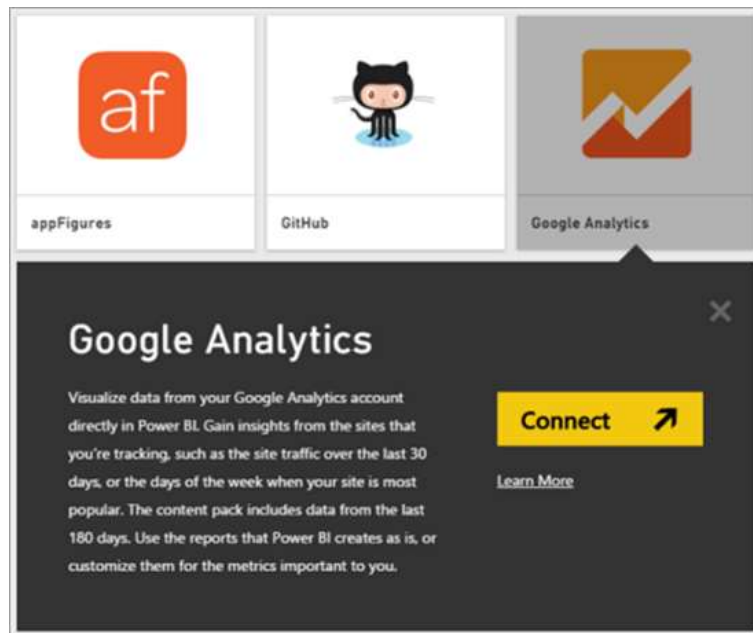 af
appFigures
GitHub
Google Analytics
Google Analytics
Visualize data from your Google Analytics account
directly in Power BI. Gain insights from the sites that
you're tracking, such as the site traffic over the last 30
days, or the days of the week when your site is most
popular. The content pack includes data from the last
180 days. Use the reports that Power BI creates as is, or
customize them for the metrics important to you.
Connect
Learn More